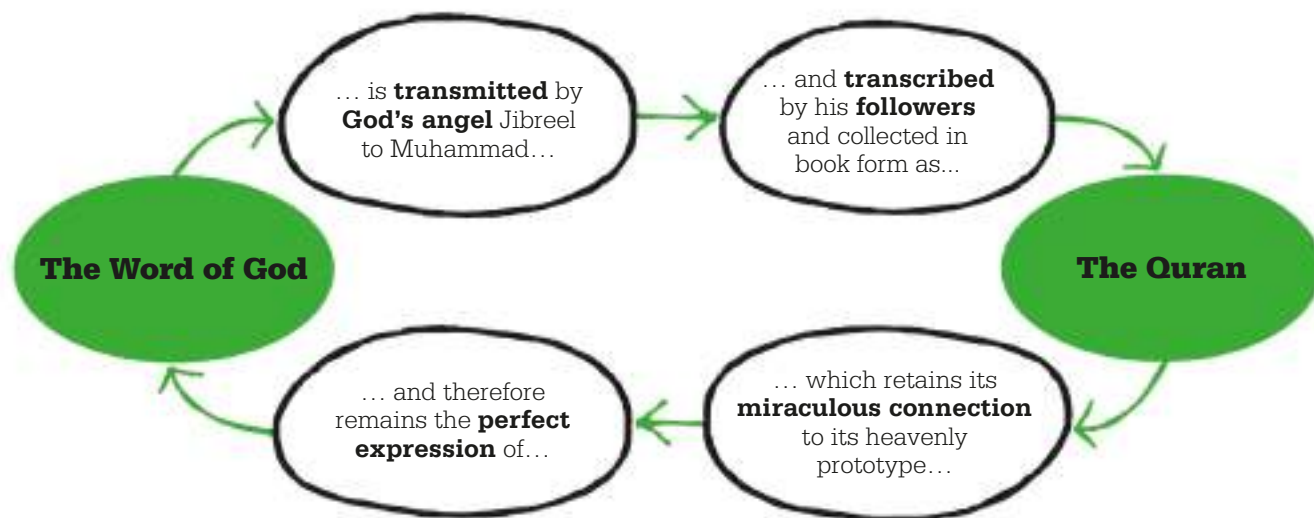 The Word of God
… is transmitted by
God's angel Jibreel
to Muhammad…
… and transcribed
by his followers
and collected in
book form as...
The Quran
… which retains its
miraculous connection
to its heavenly
prototype…
… and therefore
remains the perfect
expression of…